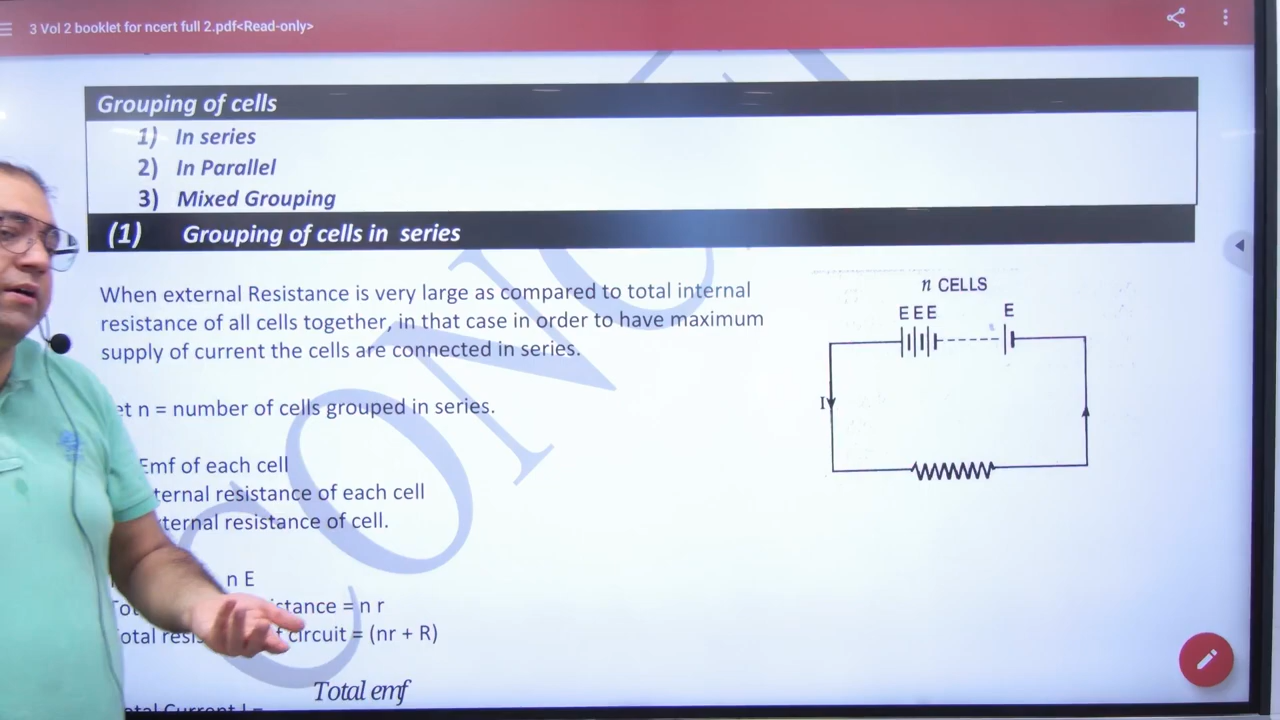 3 Vol 2 booklet for ncert full 2.pdf<Read-only>
Grouping of cells
1) In series
2) In Parallel
3) Mixed Grouping
(1) Grouping of cells in series
When external Resistance is very large as compared to total internal
resistance of all cells together, in that case in order to have maximum
supply of current the cells are connected in series.
et n = number of cells grouped in series.
Emf of each cell
ternal resistance of each cell
ternal resistance of cell.
n E
stance = n r
otal resis circuit = (nr + R)
Total emf
n CELLS
E E E
E
I